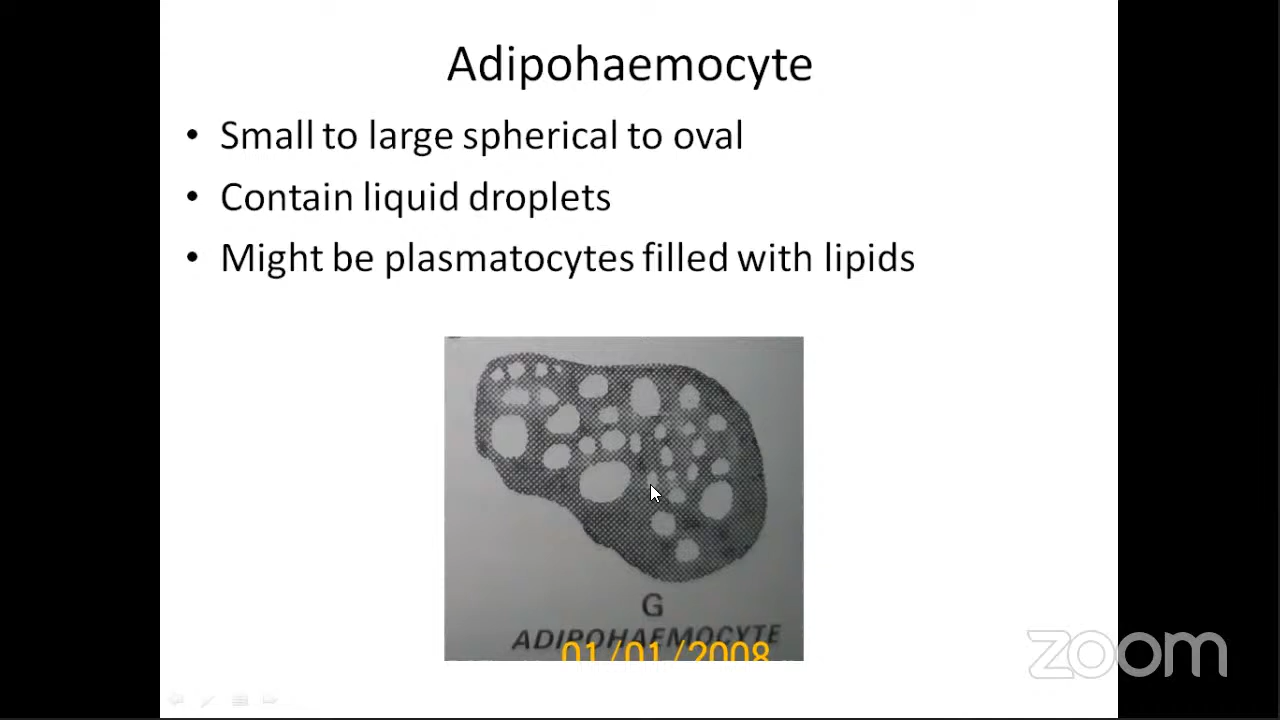 Adipohaemocyte
• Small to large spherical to oval
• Contain liquid droplets
• Might be plasmatocytes filled with lipids
G
ADIPOHAEMOCYTE
01/01/2008
zoom